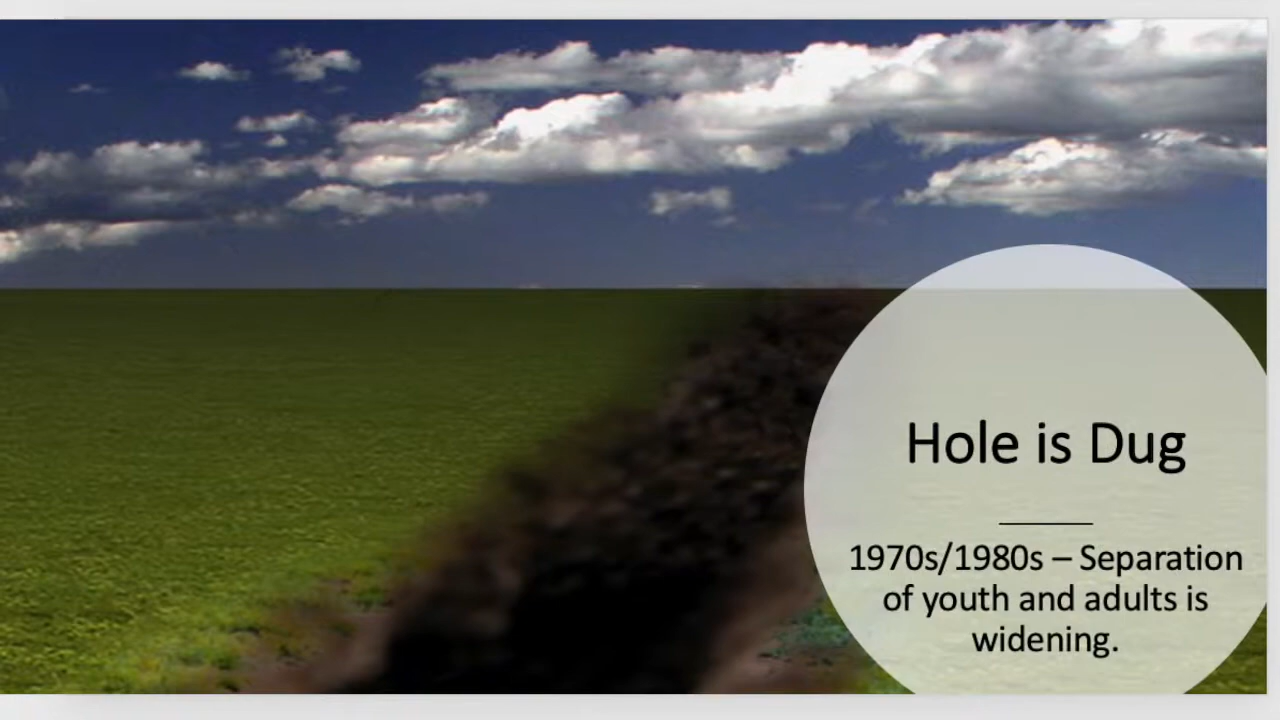 Hole is Dug
1970s/1980s – Separation
of youth and adults is
widening.